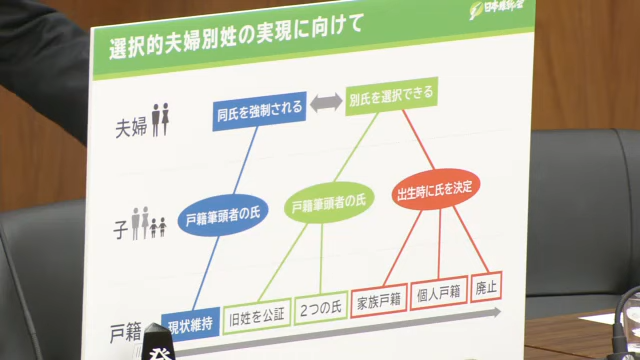 選択的夫婦別姓の実現に向けて
日本維新の会
夫婦
同氏を強制される
別氏を選択できる
子
戸籍筆頭者の氏
戸籍筆頭者の氏
出生時に氏を決定
戸籍
現状維持
旧姓を公証
2つの氏
家族戸籍
個人戸籍
廃止
発